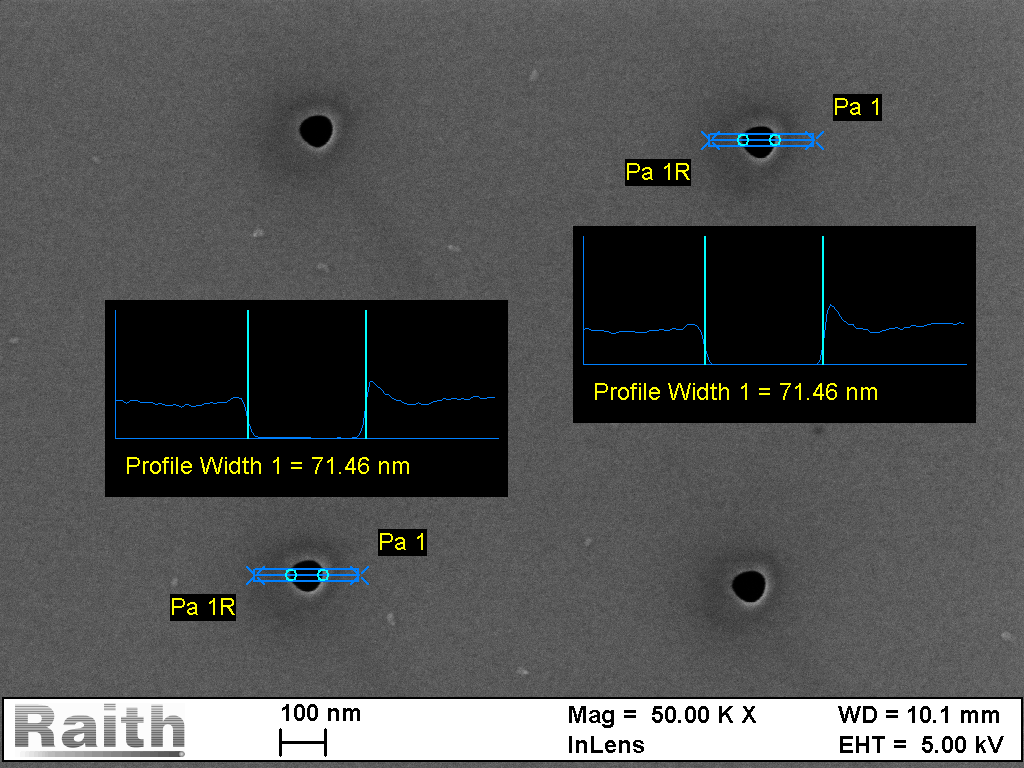 Pa 1
Pa 1R
Profile Width 1 = 71.46 nm
Profile Width 1 = 71.46 nm
Pa 1
Pa 1R
Raith
100 nm
Mag = 50.00 K X
InLens
WD = 10.1 mm
EHT = 5.00 kV